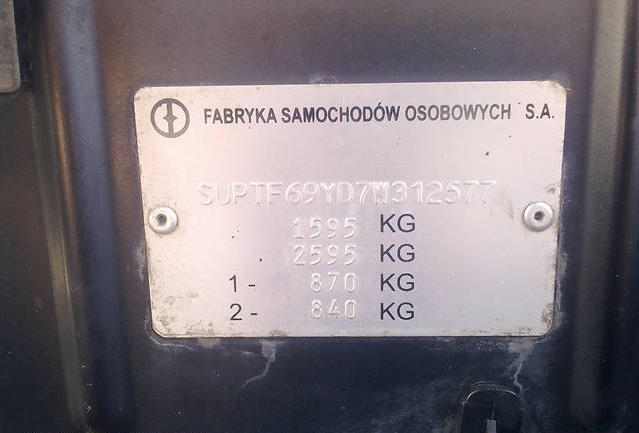 FABRYKA SAMOCHODÓW OSOBOWYCH S.A.
SUPTF69YD7W312577
1595 KG
2595 KG
1- 870 KG
2- 840 KG